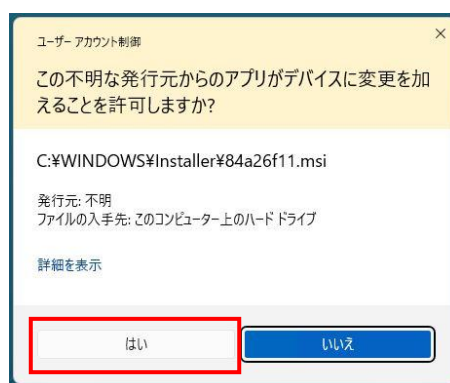 ユーザー アカウント制御
この不明な発行元からのアプリがデバイスに変更を加
えることを許可しますか?
C:¥WINDOWS¥Installer¥84a26f11.msi
発行元: 不明
ファイルの入手先: このコンピューター上のハード ドライブ
詳細を表示
はい
いいえ